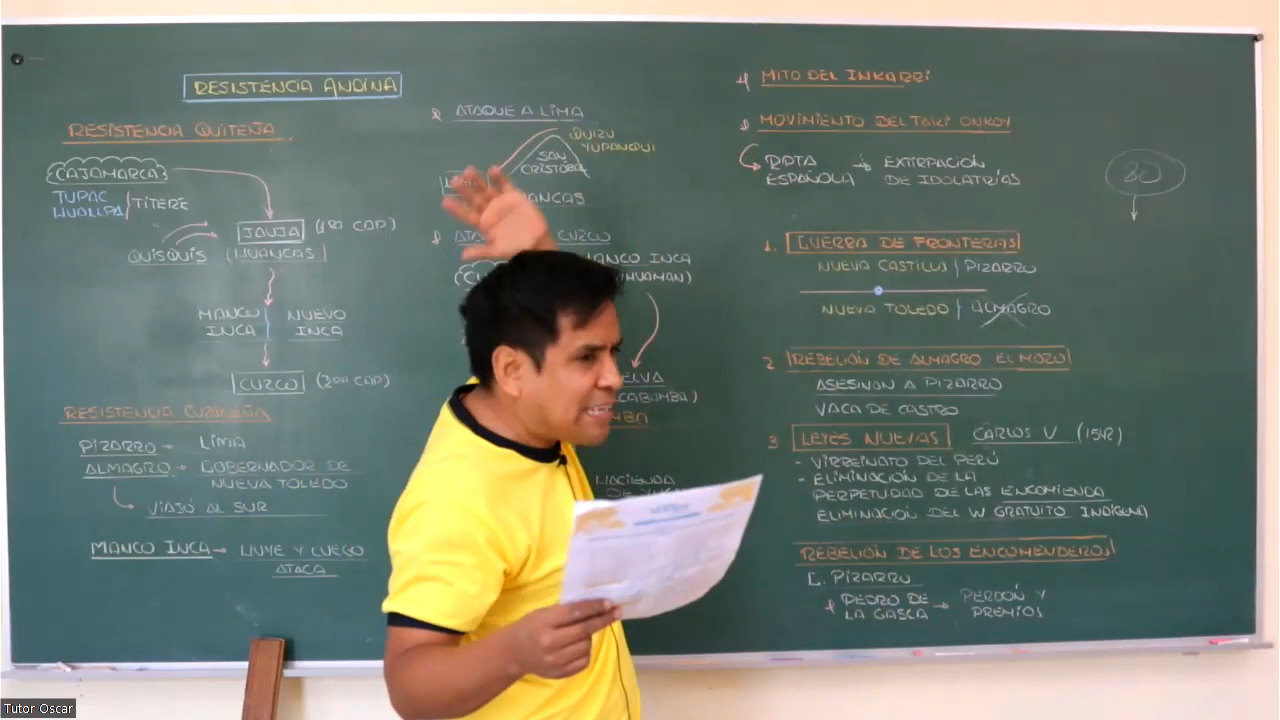 RESISTENCIA ANDINA
RESISTENCIA QUITEÑA
CAJAMARCA
TUPAC
HUALLPA
TÍTERE
JAUJA (1RA CAP)
QUISQUIS (HUANCAS)
MANCO
INCA
NUEVO
INCA
CUZCO (2DA CAP)
RESISTENCIA CUZQUEÑA
PIZARRO - LIMA
ALMAGRO - GOBERNADOR DE
NUEVA TOLEDO
VIAJÓ AL SUR
MANCO INCA → HUYE Y LUEGO
ATACA
ATAQUE A LIMA
QUIZU
YUPANQUI
SAN
CRISTÓBAL
CUZCO
MANCO INCA
HACIENDA
MITO DEL INKARRI
MOVIMIENTO DEL TAKI ONKOY
RPTA
ESPAÑOLA
EXTIRPACIÓN
DE IDOLATRÍAS
80
1. GUERRA DE FRONTERAS
NUEVA CASTILLA / PIZARRO
NUEVA TOLEDO / ALMAGRO
2 REBELIÓN DE ALMAGRO EL MOZO
ASESINAN A PIZARRO
VACA DE CASTRO
3 LEYES NUEVAS CARLOS V (1542)
- VIRREINATO DEL PERÚ
- ELIMINACIÓN DE LA
PERPETUDAD DE LAS ENCOMIENDA
ELIMINACIÓN DEL W GRATUITO INDÍGENA
REBELIÓN DE LOS ENCOMENDEROS
G. PIZARRO
PEDRO DE
LA GASCA → PERDÓN Y
PREMIOS
Tutor Oscar